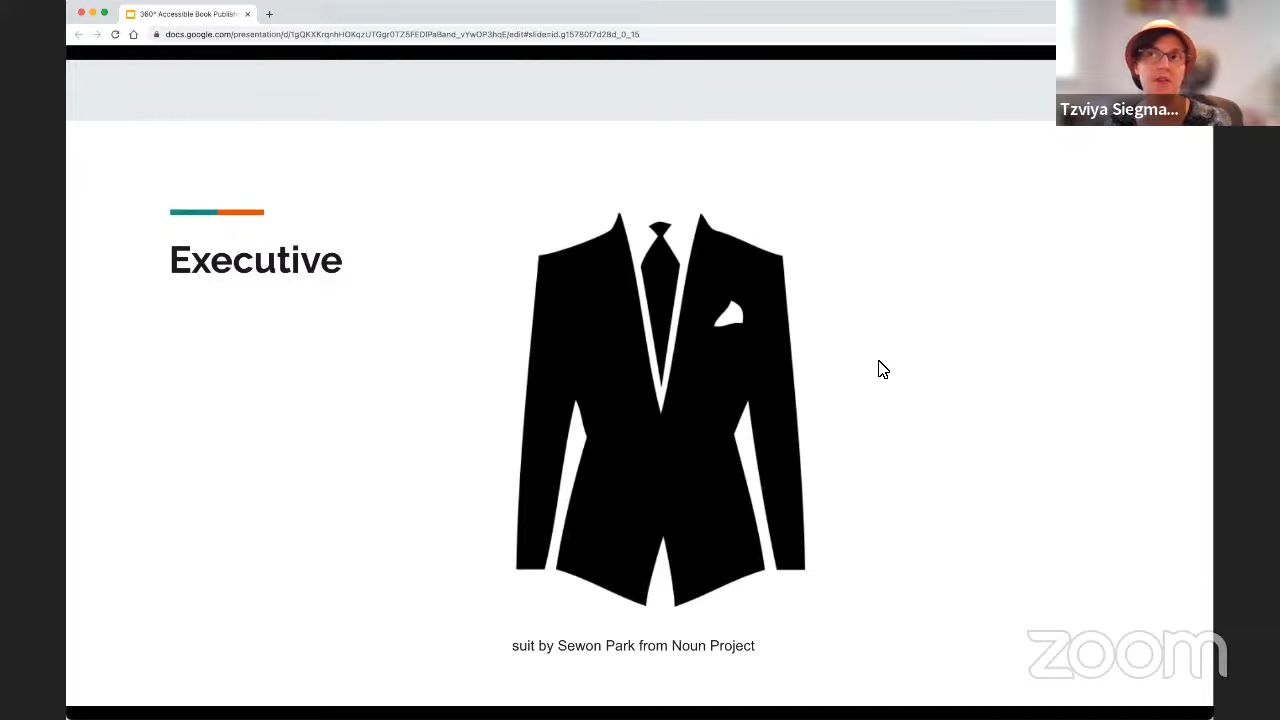 360° Accessible Book Publish
docs.google.com/presentation/d/1gQKXKrqnhHOKqzUTGgr0TZ5FEDIPaBand_vYwOP3hqE/edit#slide=id.g15780f7d28d_0_15
Tzviya Siegma...
Executive
suit by Sewon Park from Noun Project
zoom